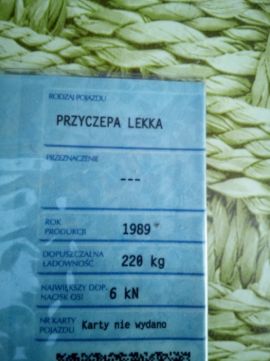 RODZAJ POJAZDU
PRZYCZEPA LEKKA
PRZEZNACZENIE
---
ROK
PRODUKCJI
1989
DOPUSZCZALNA
ŁADOWNOŚĆ
220 kg
NAJWIĘKSZY DOP.
NACISK OSI
6 kN
NR KARTY
POJAZDU
Karty nie wydano